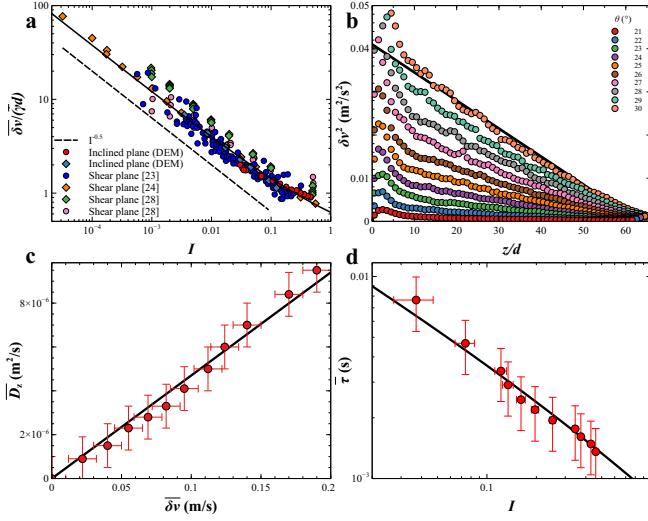 a
100
10
1
δv/(γ̇d)
I^-0.5
Inclined plane (DEM)
Inclined plane (DEM)
Shear plane [23]
Shear plane [24]
Shear plane [28]
Shear plane [28]
10^-4
10^-3
0.01
0.1
1
I
b
0.05
0.04
0.01
0
δv² (m²/s²)
θ (°)
21
22
23
24
25
26
27
28
29
30
0
10
20
30
40
50
60
z/d
c
8×10^-6
2×10^-6
D_z (m²/s)
0
0.05
0.1
0.15
0.2
δv (m/s)
d
0.01
10^-3
τ (s)
0.1
I